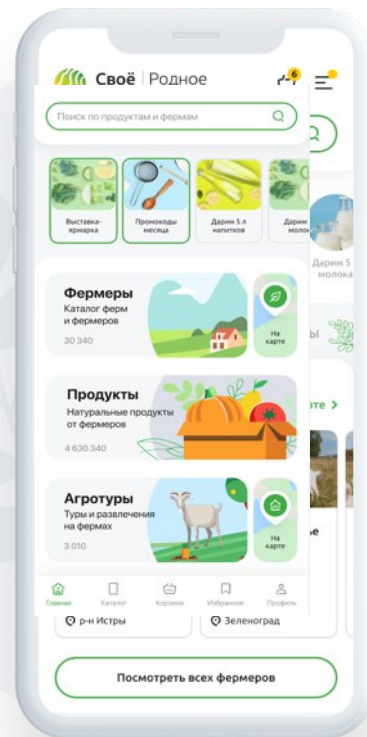 Своё | Родное
6
Поиск по продуктам и фермам
Выставка-
ярмарка
Промокоды
месяца
Дарим 5 л
напитков
Дарим
молок
Дарим 5
молока
Фермеры
Каталог ферм
и фермеров
30 340
На
карте
Продукты
Натуральные продукты
от фермеров
4 630 340
Агротуры
Туры и развлечения
на фермах
3 010
На
карте
Главная
Каталог
Корзина
Избранное
Профиль
р-н Истры
Зеленоград
Посмотреть всех фермеров